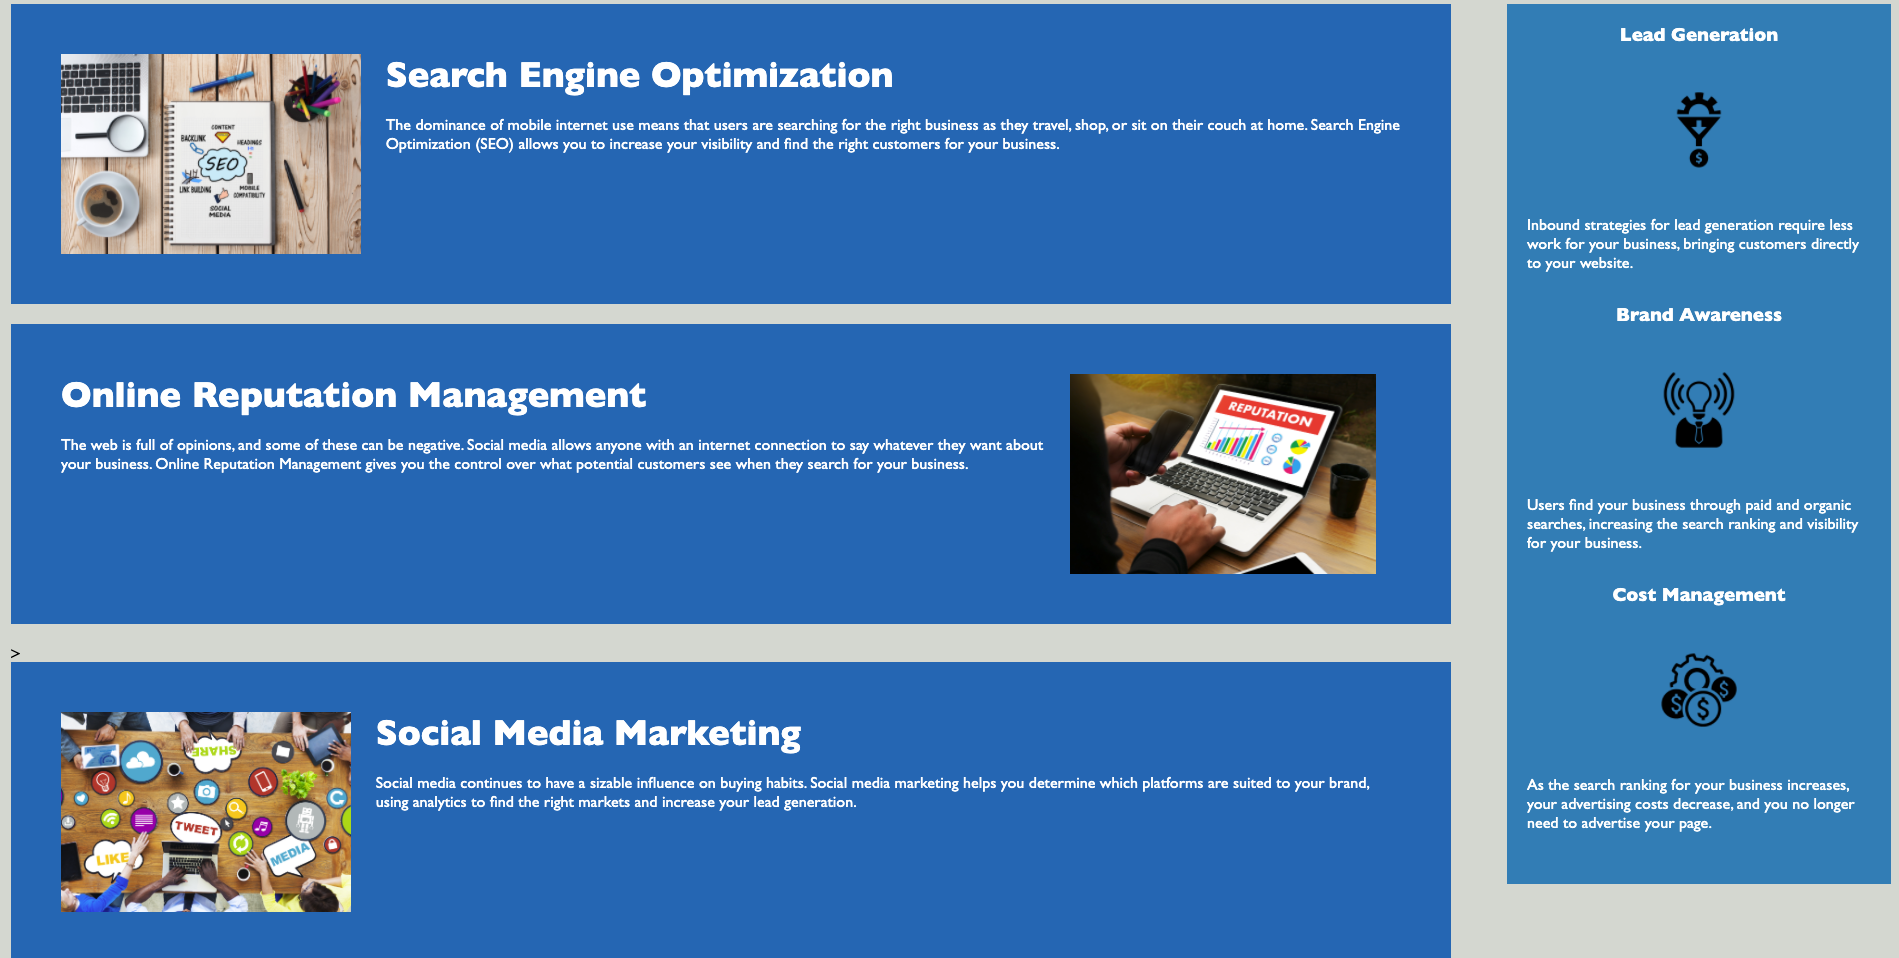 Search Engine Optimization
The dominance of mobile internet use means that users are searching for the right business as they travel, shop, or sit on their couch at home. Search Engine
Optimization (SEO) allows you to increase your visibility and find the right customers for your business.
CONTENT
BACKLINK
HEADINGS
SEO
LINK BUILDING
MOBILE
COMPATIBILITY
SOCIAL
MEDIA
Online Reputation Management
The web is full of opinions, and some of these can be negative. Social media allows anyone with an internet connection to say whatever they want about
your business. Online Reputation Management gives you the control over what potential customers see when they search for your business.
REPUTATION
>
Social Media Marketing
Social media continues to have a sizable influence on buying habits. Social media marketing helps you determine which platforms are suited to your brand,
using analytics to find the right markets and increase your lead generation.
SHARE
TWEET
LIKE
MEDIA
Lead Generation
$
Inbound strategies for lead generation require less
work for your business, bringing customers directly
to your website.
Brand Awareness
Users find your business through paid and organic
searches, increasing the search ranking and visibility
for your business.
Cost Management
$ $ $
As the search ranking for your business increases,
your advertising costs decrease, and you no longer
need to advertise your page.